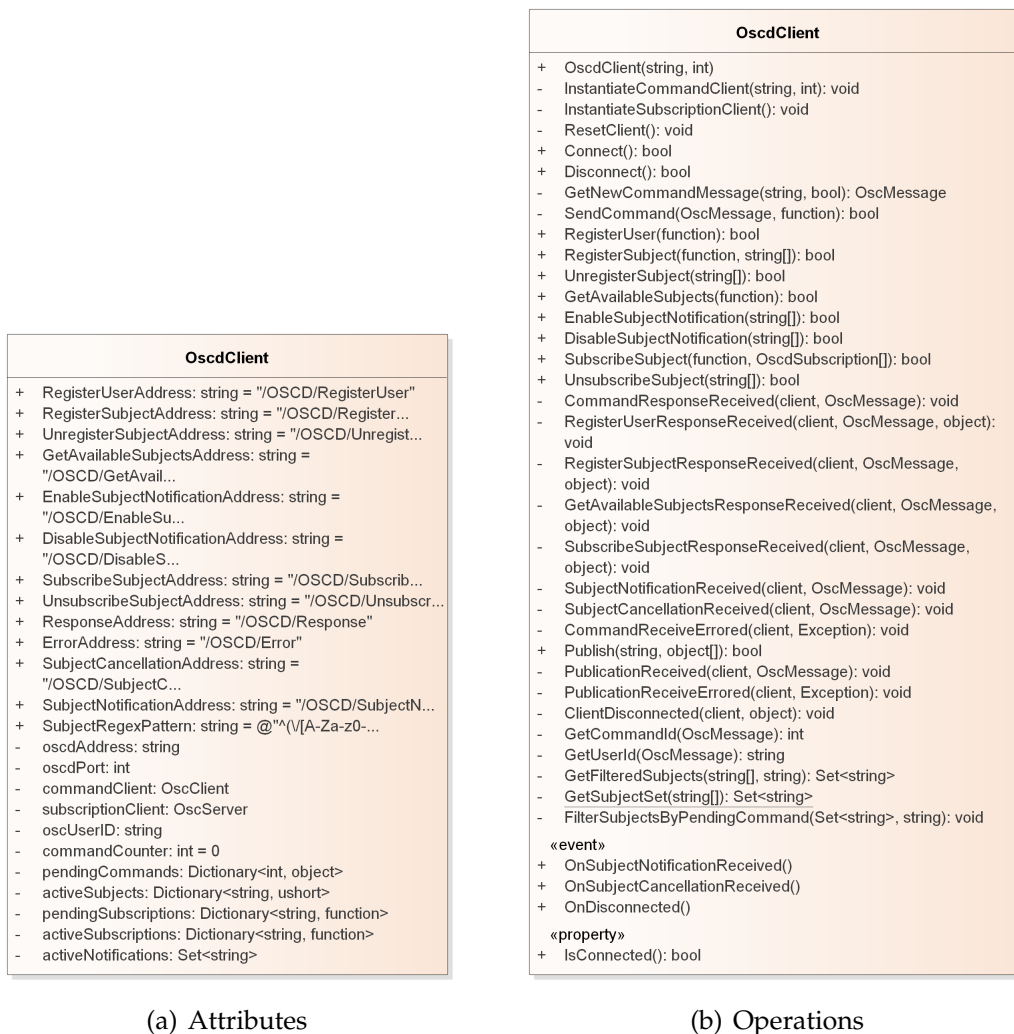 OscdClient
+ RegisterUserAddress: string = "/OSCD/RegisterUser"
+ RegisterSubjectAddress: string = "/OSCD/Register...
+ UnregisterSubjectAddress: string = "/OSCD/Unregist...
+ GetAvailableSubjectsAddress: string =
"/OSCD/GetAvail...
+ EnableSubjectNotificationAddress: string =
"/OSCD/EnableSu...
+ DisableSubjectNotificationAddress: string =
"/OSCD/DisableS...
+ SubscribeSubjectAddress: string = "/OSCD/Subscrib...
+ UnsubscribeSubjectAddress: string = "/OSCD/Unsubscr...
+ ResponseAddress: string = "/OSCD/Response"
+ ErrorAddress: string = "/OSCD/Error"
+ SubjectCancellationAddress: string =
"/OSCD/SubjectC...
+ SubjectNotificationAddress: string = "/OSCD/SubjectN...
+ SubjectRegexPattern: string = @"^(\/[A-Za-z0-...
- oscdAddress: string
- oscdPort: int
- commandClient: OscClient
- subscriptionClient: OscServer
- oscUserID: string
- commandCounter: int = 0
- pendingCommands: Dictionary<int, object>
- activeSubjects: Dictionary<string, ushort>
- pendingSubscriptions: Dictionary<string, function>
- activeSubscriptions: Dictionary<string, function>
- activeNotifications: Set<string>
(a) Attributes
OscdClient
+ OscdClient(string, int)
- InstantiateCommandClient(string, int): void
- InstantiateSubscriptionClient(): void
- ResetClient(): void
+ Connect(): bool
+ Disconnect(): bool
- GetNewCommandMessage(string, bool): OscMessage
- SendCommand(OscMessage, function): bool
+ RegisterUser(function): bool
+ RegisterSubject(function, string[]): bool
+ UnregisterSubject(string[]): bool
+ GetAvailableSubjects(function): bool
+ EnableSubjectNotification(string[]): bool
+ DisableSubjectNotification(string[]): bool
+ SubscribeSubject(function, OscdSubscription[]): bool
+ UnsubscribeSubject(string[]): bool
- CommandResponseReceived(client, OscMessage): void
- RegisterUserResponseReceived(client, OscMessage, object):
void
- RegisterSubjectResponseReceived(client, OscMessage,
object): void
- GetAvailableSubjectsResponseReceived(client, OscMessage,
object): void
- SubscribeSubjectResponseReceived(client, OscMessage,
object): void
- SubjectNotificationReceived(client, OscMessage): void
- SubjectCancellationReceived(client, OscMessage): void
- CommandReceiveErrored(client, Exception): void
+ Publish(string, object[]): bool
- PublicationReceived(client, OscMessage): void
- PublicationReceiveErrored(client, Exception): void
- ClientDisconnected(client, object): void
- GetCommandId(OscMessage): int
- GetUserId(OscMessage): string
- GetFilteredSubjects(string[], string): Set<string>
- GetSubjectSet(string[]): Set<string>
- FilterSubjectsByPendingCommand(Set<string>, string): void
«event»
+ OnSubjectNotificationReceived()
+ OnSubjectCancellationReceived()
+ OnDisconnected()
«property»
+ IsConnected(): bool
(b) Operations